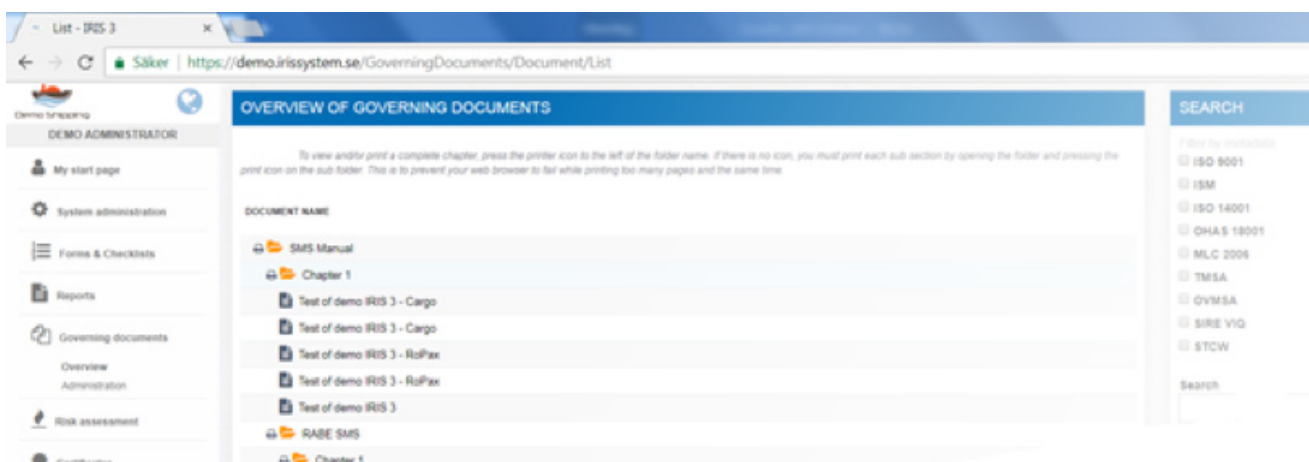 List - IRIS 3
Säker | https://demo.irissystem.se/GoverningDocuments/Document/List
Demo Shipping
DEMO ADMINISTRATOR
My start page
System administration
Forms & Checklists
Reports
Governing documents
Overview
Administration
Risk assessment
Certificates
OVERVIEW OF GOVERNING DOCUMENTS
To view and/or print a complete chapter, press the printer icon to the left of the folder name. If there is no icon, you must print each sub section by opening the folder and pressing the
print icon on the sub folder. This is to prevent your web browser to fail while printing too many pages and the same time.
DOCUMENT NAME
SMS Manual
Chapter 1
Test of demo IRIS 3 - Cargo
Test of demo IRIS 3 - Cargo
Test of demo IRIS 3 - RoPax
Test of demo IRIS 3 - RoPax
Test of demo IRIS 3
RABE SMS
Chapter 1
SEARCH
Filter by metadata
ISO 9001
ISM
ISO 14001
OHAS 18001
MLC 2006
TMSA
OVMSA
SIRE VIQ
STCW
Search